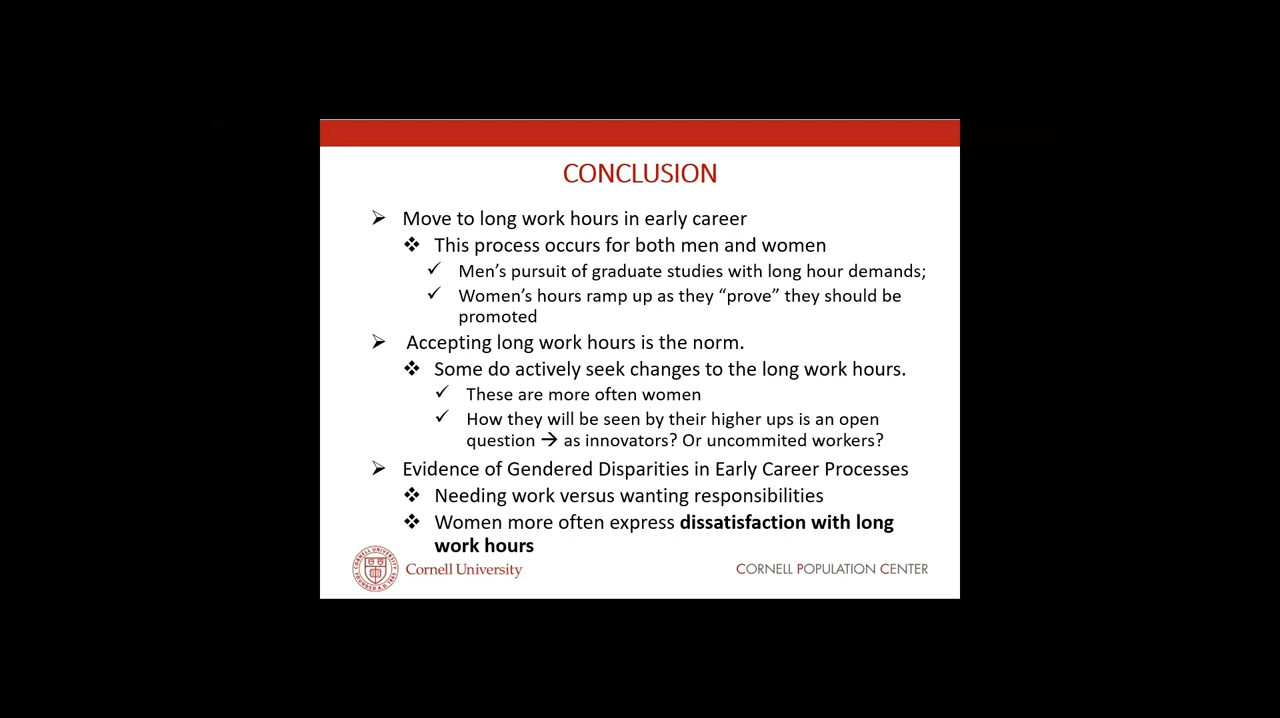 CONCLUSION
➢ Move to long work hours in early career
❖ This process occurs for both men and women
✓ Men’s pursuit of graduate studies with long hour demands;
✓ Women’s hours ramp up as they “prove” they should be
promoted
➢ Accepting long work hours is the norm.
❖ Some do actively seek changes to the long work hours.
✓ These are more often women
✓ How they will be seen by their higher ups is an open
question → as innovators? Or uncommited workers?
➢ Evidence of Gendered Disparities in Early Career Processes
❖ Needing work versus wanting responsibilities
❖ Women more often express dissatisfaction with long
work hours
Cornell University
CORNELL POPULATION CENTER